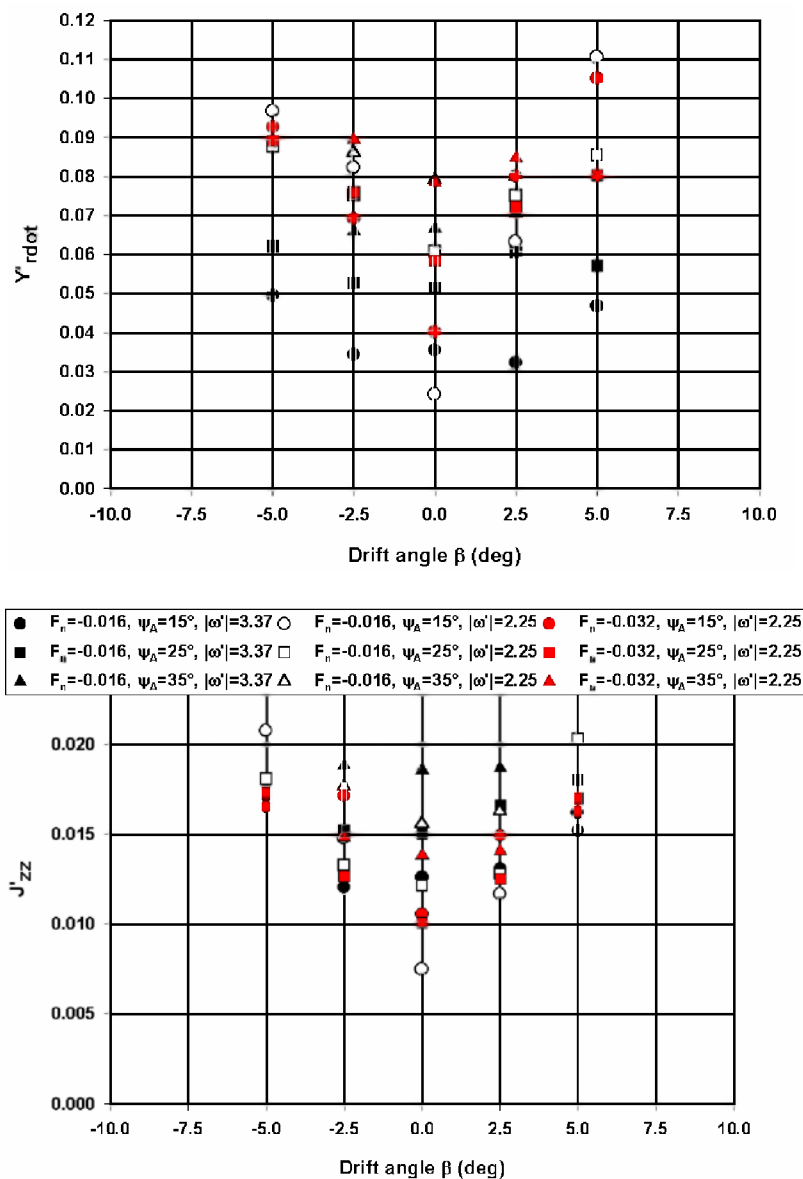 0.12
0.11
0.10
0.09
0.08
0.07
0.06
0.05
0.04
0.03
0.02
0.01
0.00
Y'rdot
-10.0 -7.5 -5.0 -2.5 0.0 2.5 5.0 7.5 10.0
Drift angle β (deg)
Fn=-0.016, ψA=15°, |ω'|=3.37 Fn=-0.016, ψA=15°, |ω'|=2.25 Fn=-0.032, ψA=15°, |ω'|=2.25
Fn=-0.016, ψA=25°, |ω'|=3.37 Fn=-0.016, ψA=25°, |ω'|=2.25 Fn=-0.032, ψA=25°, |ω'|=2.25
Fn=-0.016, ψA=35°, |ω'|=3.37 Fn=-0.016, ψA=35°, |ω'|=2.25 Fn=-0.032, ψA=35°, |ω'|=2.25
0.020
0.015
0.010
0.005
0.000
J'ZZ
-10.0 -7.5 -5.0 -2.5 0.0 2.5 5.0 7.5 10.0
Drift angle β (deg)